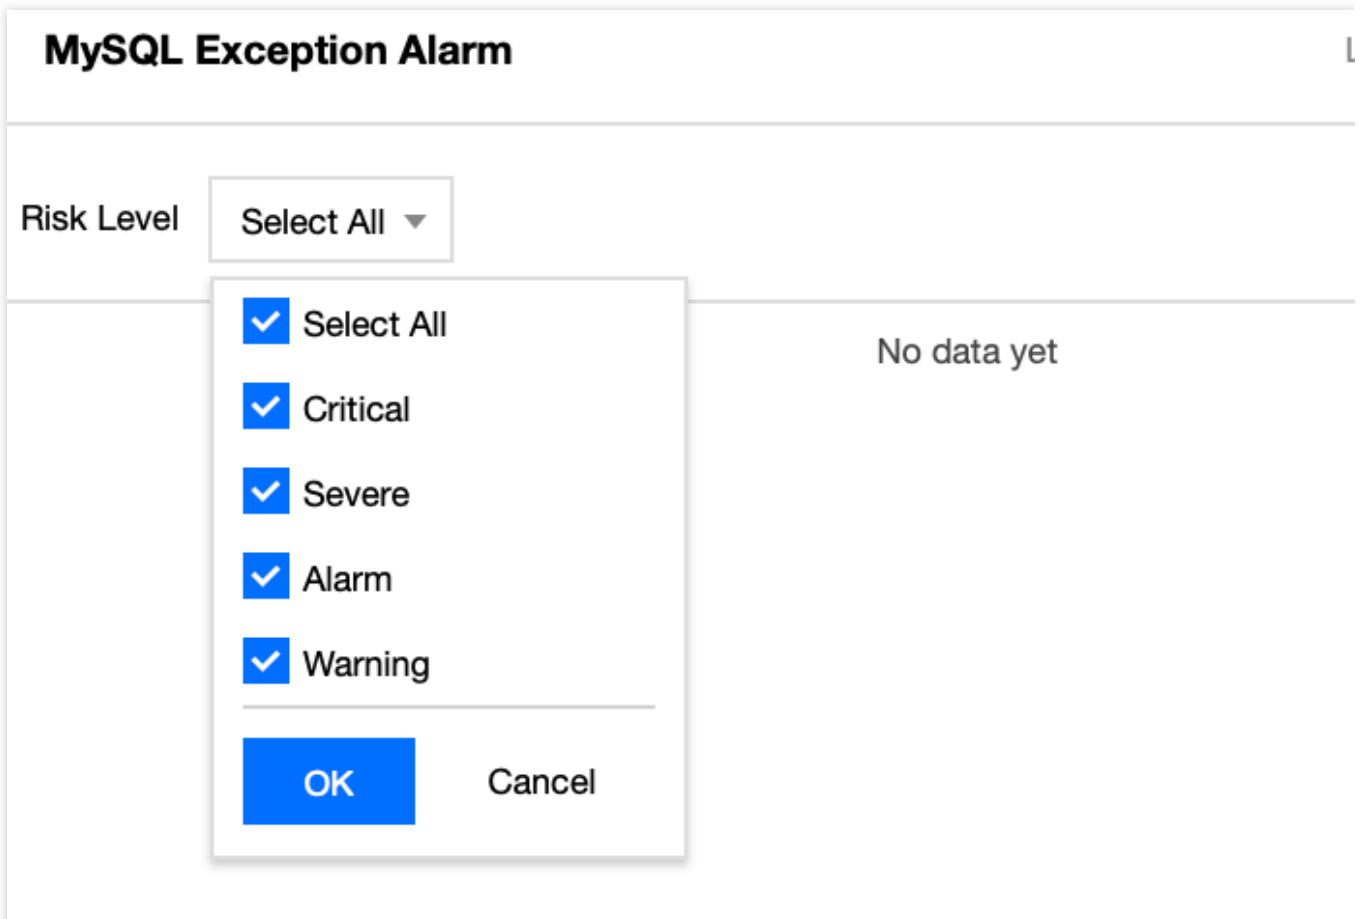 MySQL Exception Alarm
Risk Level Select All
Select All
No data yet
Critical
Severe
Alarm
Warning
OK Cancel